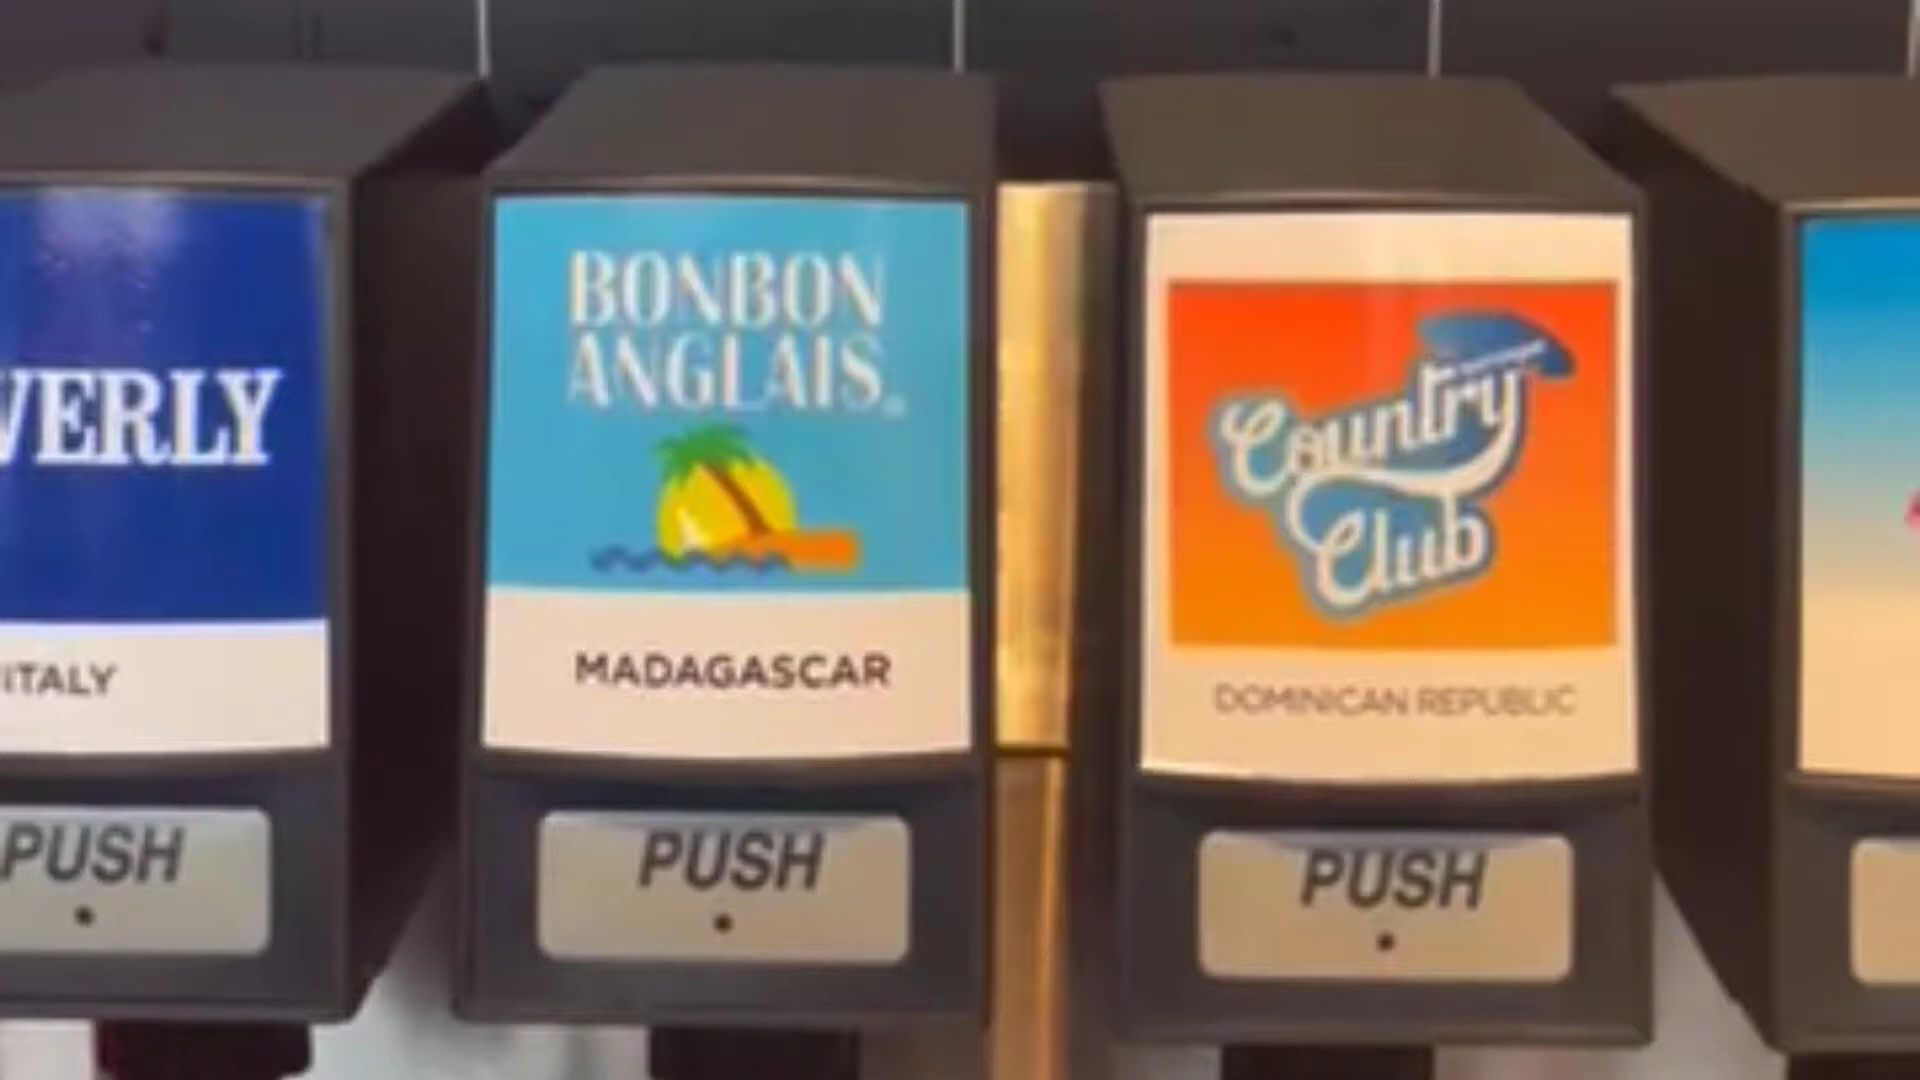 VERLY
ITALY
PUSH
BONBON
ANGLAIS
MADAGASCAR
PUSH
Country
Club
DOMINICAN REPUBLIC
PUSH